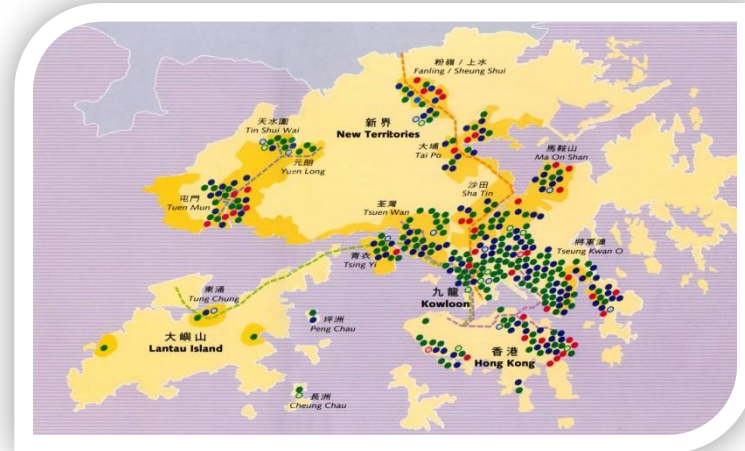 粉嶺 / 上水
Fanling / Sheung Shui
天水圍
Tin Shui Wai
新界
New Territories
元朗
Yuen Long
大埔
Tai Po
馬鞍山
Ma On Shan
沙田
Sha Tin
屯門
Tuen Mun
荃灣
Tsuen Wan
青衣
Tsing Yi
將軍澳
Tseung Kwan O
東涌
Tung Chung
九龍
Kowloon
坪洲
Peng Chau
大嶼山
Lantau Island
香港
Hong Kong
長洲
Cheung Chau